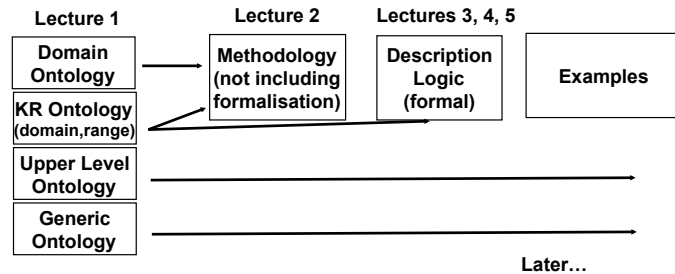 Lecture 1
Lecture 2
Lectures 3, 4, 5
Domain
Ontology
KR Ontology
(domain,range)
Upper Level
Ontology
Generic
Ontology
Methodology
(not including
formalisation)
Description
Logic
(formal)
Examples
Later…